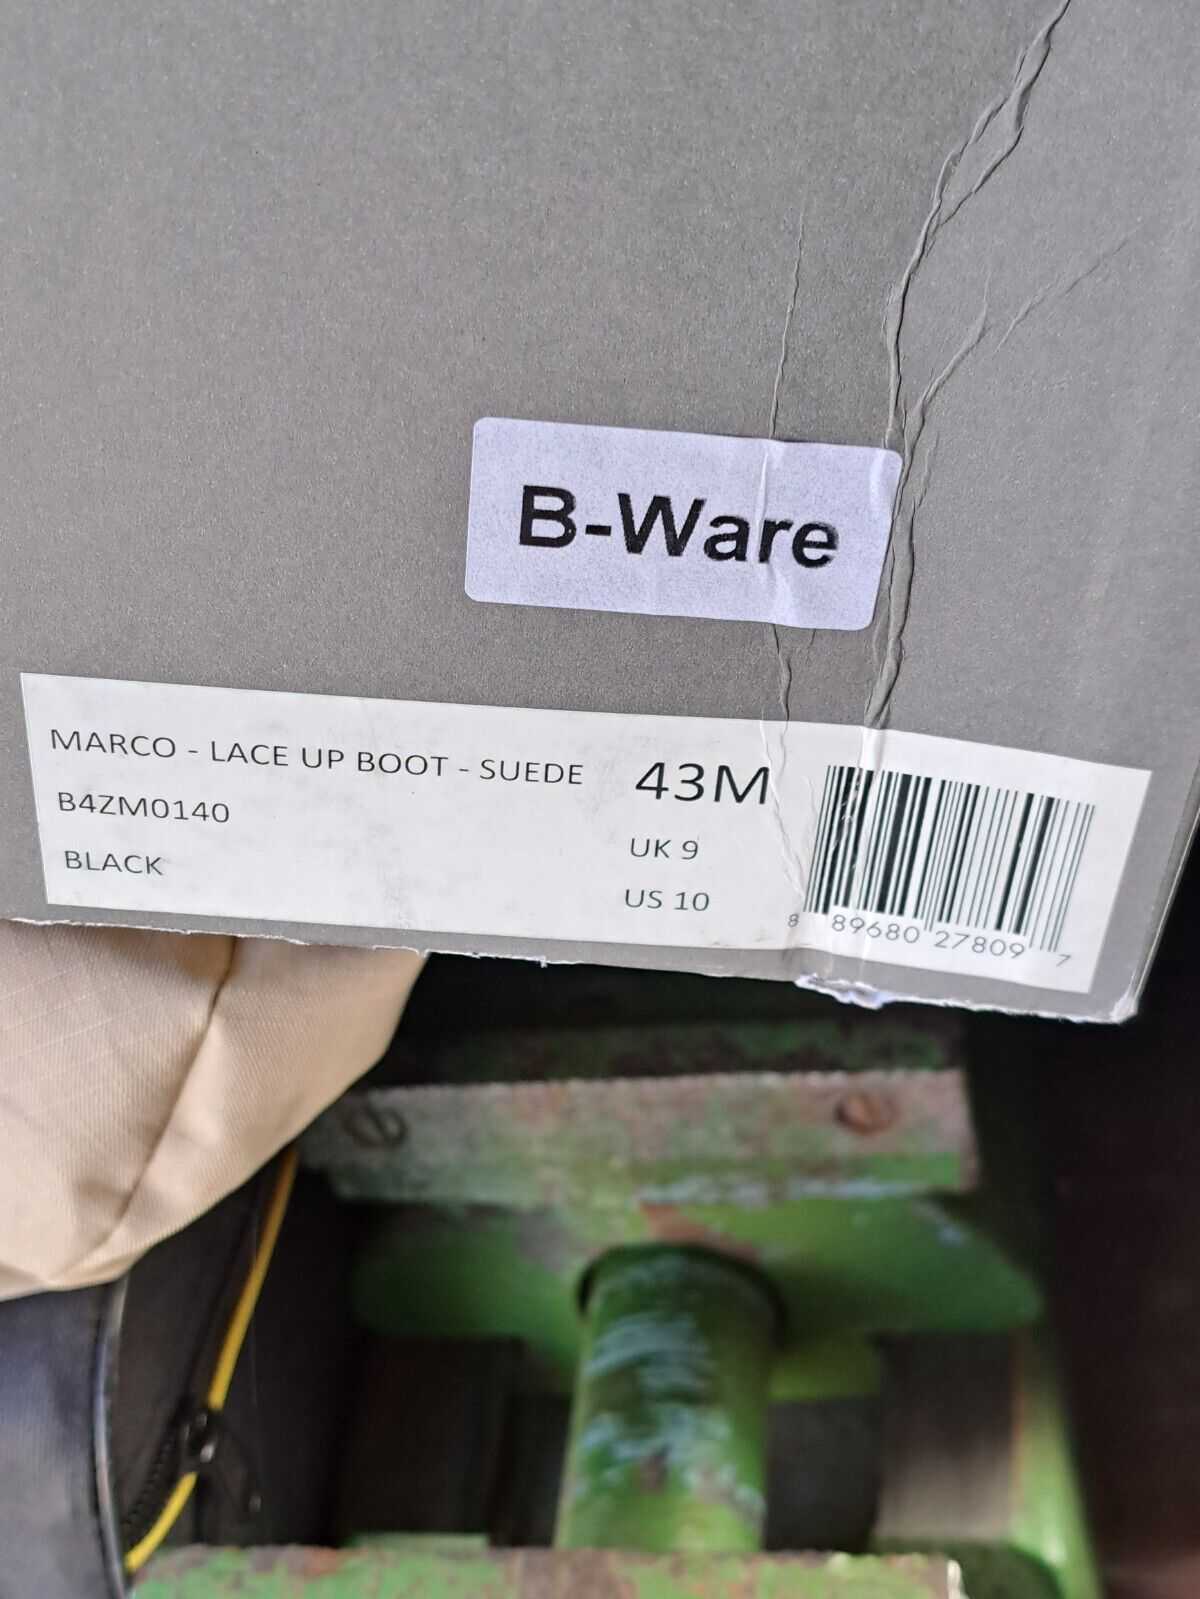 B-Ware
MARCO - LACE UP BOOT - SUEDE
B4ZM0140
BLACK
43M
UK 9
US 10
8 89680 27809 7